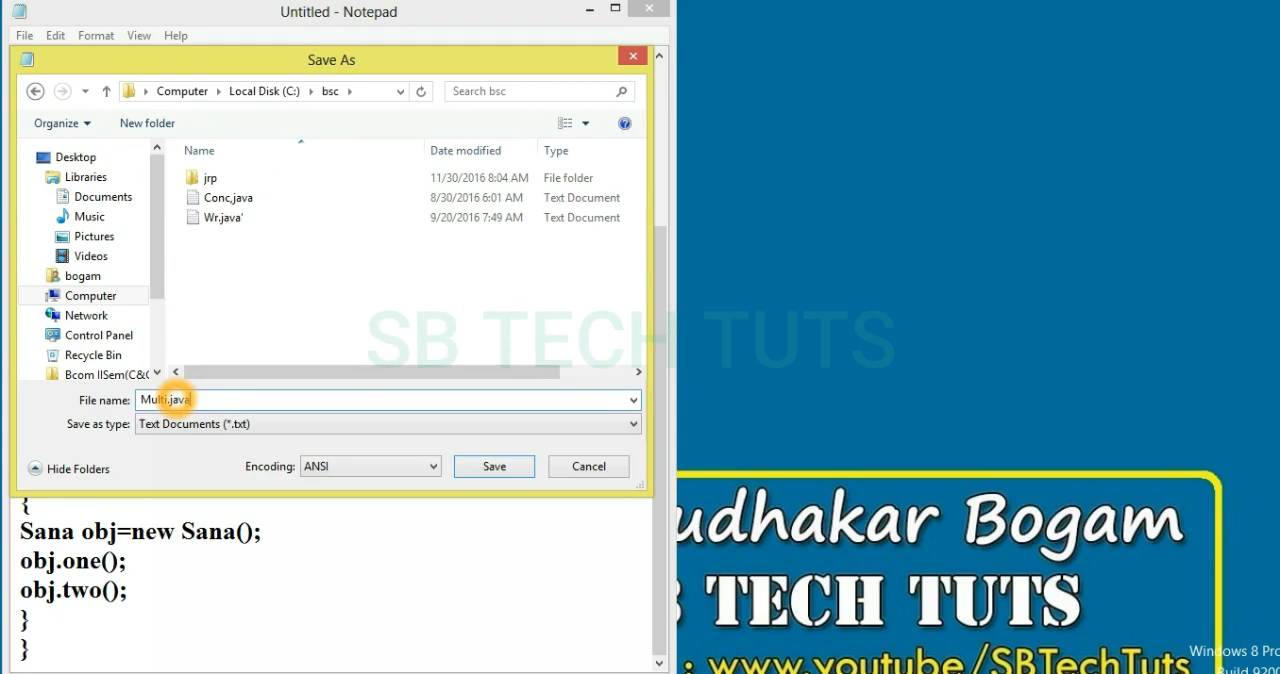 Untitled - Notepad
File Edit Format View Help
Save As
Computer Local Disk (C:) bsc
Search bsc
Organize New folder
Name Date modified Type
Desktop
Libraries
Documents
Music
Pictures
Videos
bogam
Computer
Network
Control Panel
Recycle Bin
Bcom IISem(C&C
jrp 11/30/2016 8:04 AM File folder
Conc,java 8/30/2016 6:01 AM Text Document
Wr.java' 9/20/2016 7:49 AM Text Document
SB TECH TUTS
File name: Multi.java
Save as type: Text Documents (*.txt)
Hide Folders
Encoding: ANSI
Save Cancel
{
Sana obj=new Sana();
obj.one();
obj.two();
}
}
udhakar Bogam
TECH TUTS
: www.youtube/SBTechTuts
Windows 8 Pro
Build 9200